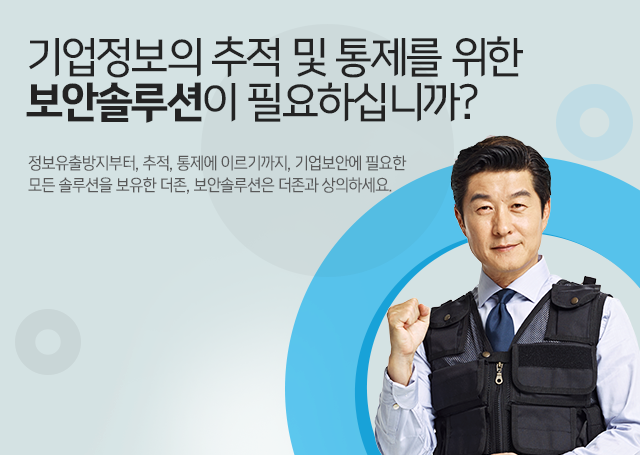 기업정보의 추적 및 통제를 위한
보안솔루션이 필요하십니까?
정보유출방지부터, 추적, 통제에 이르기까지, 기업보안에 필요한
모든 솔루션을 보유한 더존, 보안솔루션은 더존과 상의하세요.